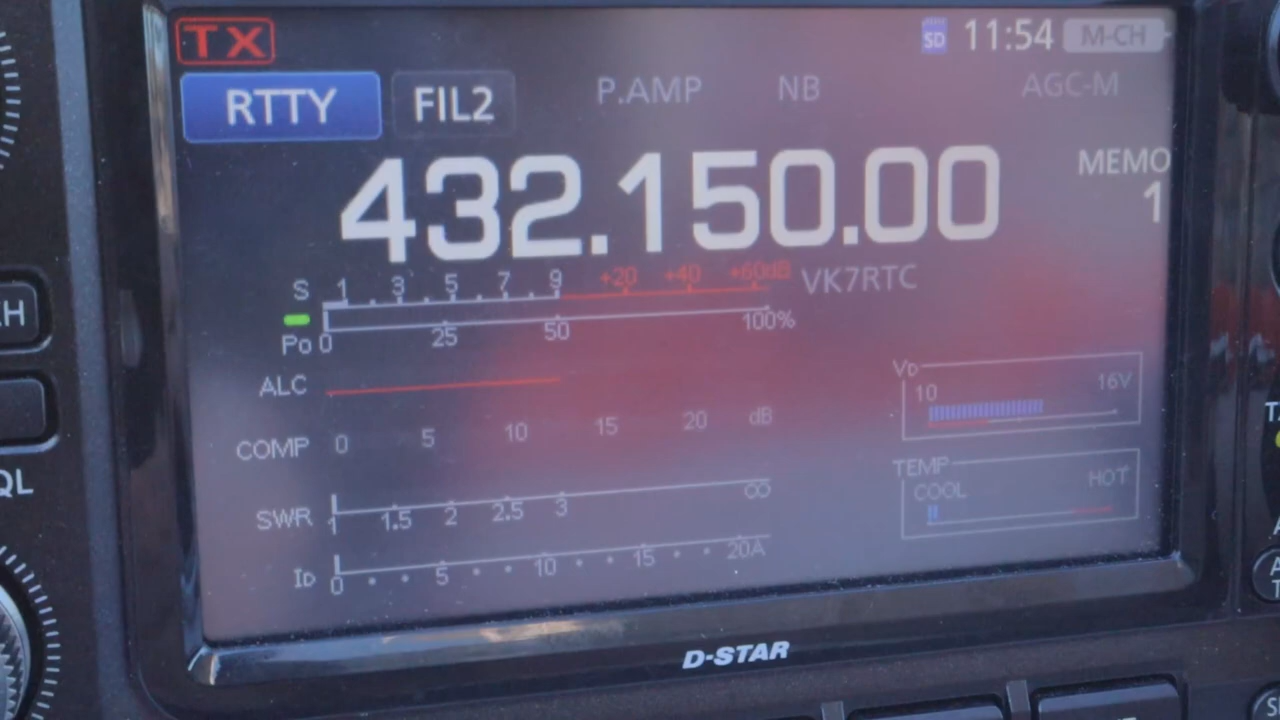 TX SD 11:54 M-CH
RTTY FIL2 P.AMP NB AGC-M
432.150.00
MEMO
1
S 1 3 5 7 9 +20 +40 +60dB VK7RTC
Po 0 25 50 100%
ALC
COMP 0 5 10 15 20 dB
SWR 1 1.5 2 2.5 3 ∞
ID 0 5 10 15 20A
VD 10 16V
TEMP
COOL HOT
D-STAR
QL